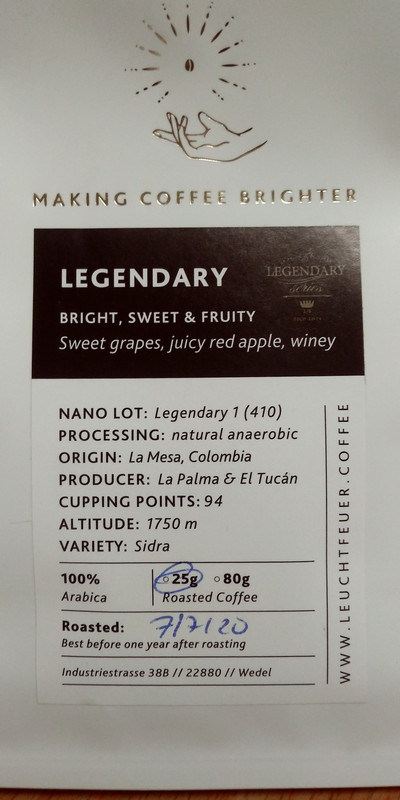 MAKING COFFEE BRIGHTER
LEGENDARY
LEGENDARY
BRIGHT, SWEET & FRUITY
Sweet grapes, juicy red apple, winey
NANO LOT: Legendary 1 (410)
PROCESSING: natural anaerobic
ORIGIN: La Mesa, Colombia
PRODUCER: La Palma & El Tucán
CUPPING POINTS: 94
ALTITUDE: 1750 m
VARIETY: Sidra
100% 25g 80g
Arabica Roasted Coffee
Roasted: 7/7/20
Best before one year after roasting
Industriestrasse 38B // 22880 // Wedel
WWW.LEUCHTFEUER.COFFEE